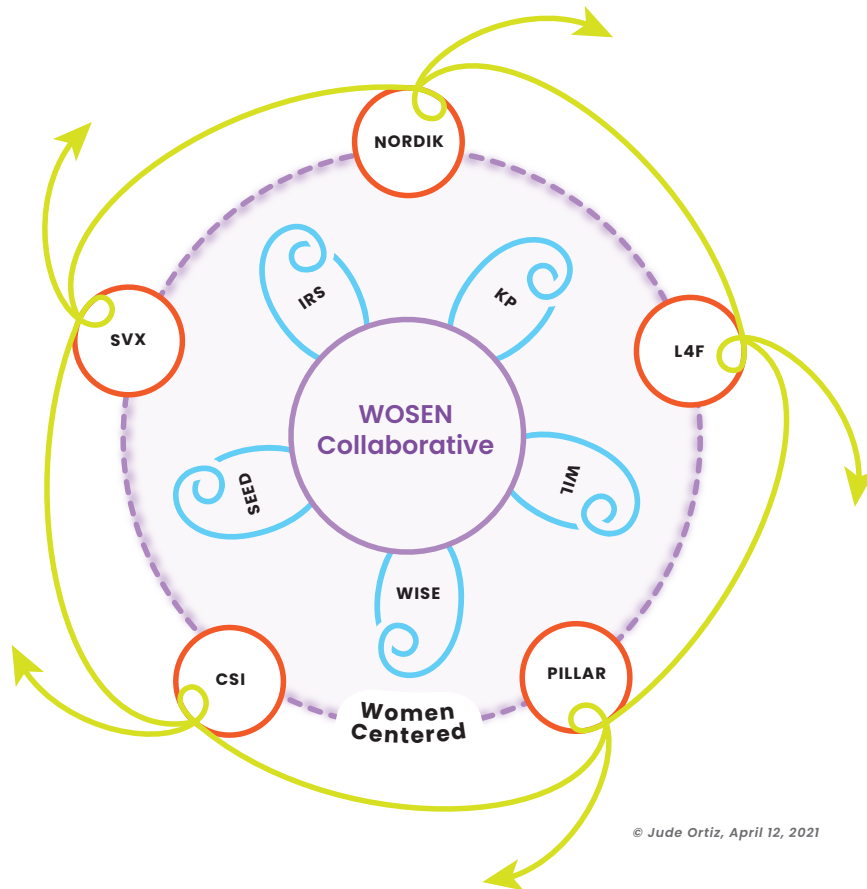 NORDIK
IRS
KP
SVX
L4F
WOSEN
Collaborative
SEED
WIL
WISE
CSI
PILLAR
Women
Centered
© Jude Ortiz, April 12, 2021